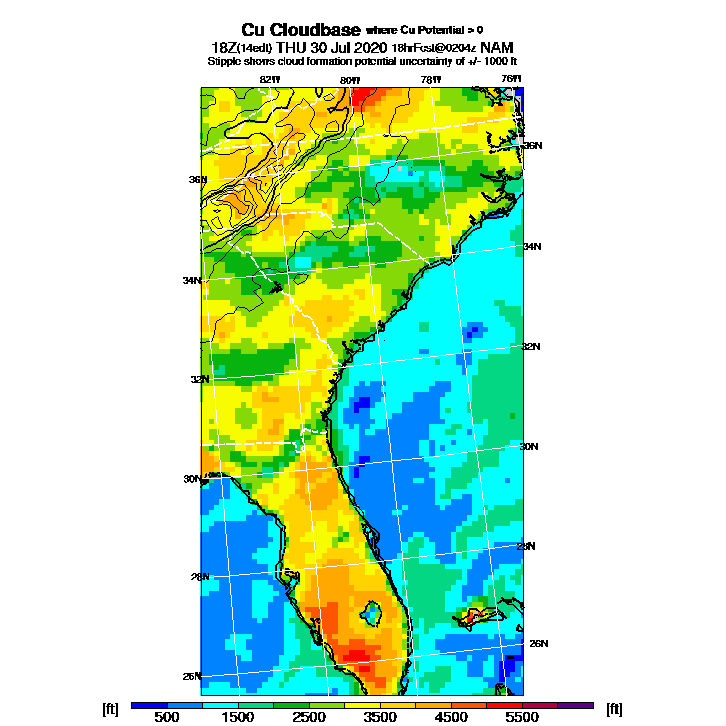 Cu Cloudbase where Cu Potential > 0
18Z(14edt) THU 30 Jul 2020 18hrFcst@0204z NAM
Stipple shows cloud formation potential uncertainty of +/- 1000 ft
82W 80W 78W 76W
36N
36N
34N
34N
32N
32N
30N
30N
28N
28N
26N
26N
[ft] 500 1500 2500 3500 4500 5500 [ft]